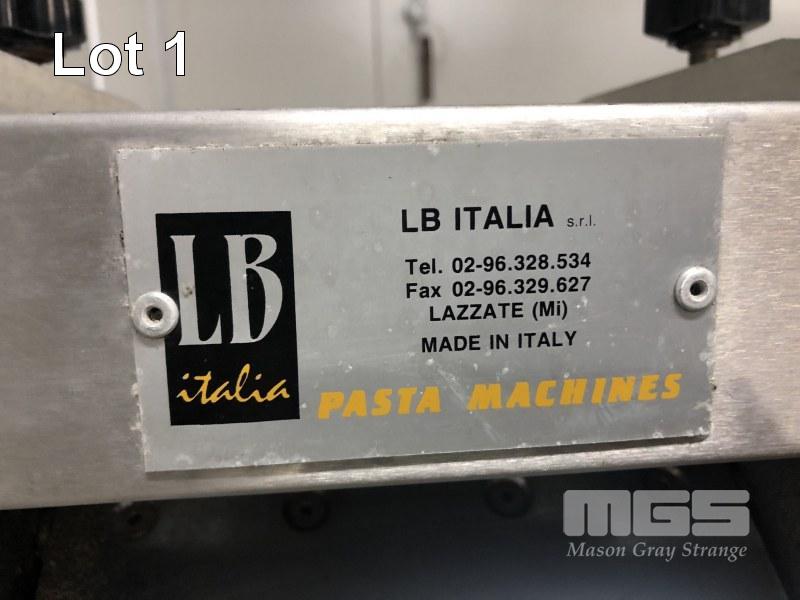 Lot 1
LB
italia
LB ITALIA s.r.l.
Tel. 02-96.328.534
Fax 02-96.329.627
LAZZATE (Mi)
MADE IN ITALY
PASTA MACHINES
MGS
Mason Gray Strange